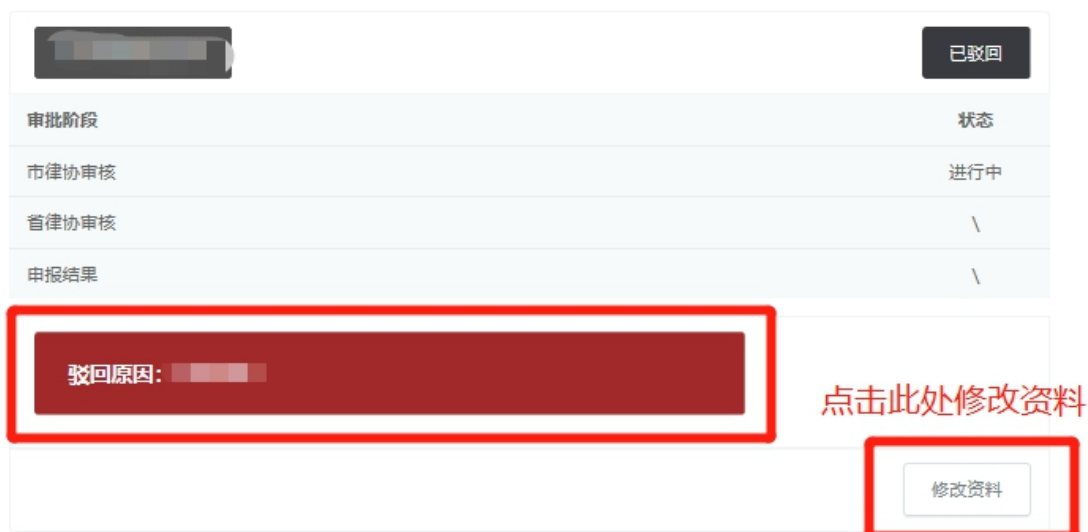 已驳回
审批阶段 状态
市律协审核 进行中
省律协审核 \
申报结果 \
驳回原因:
点击此处修改资料
修改资料